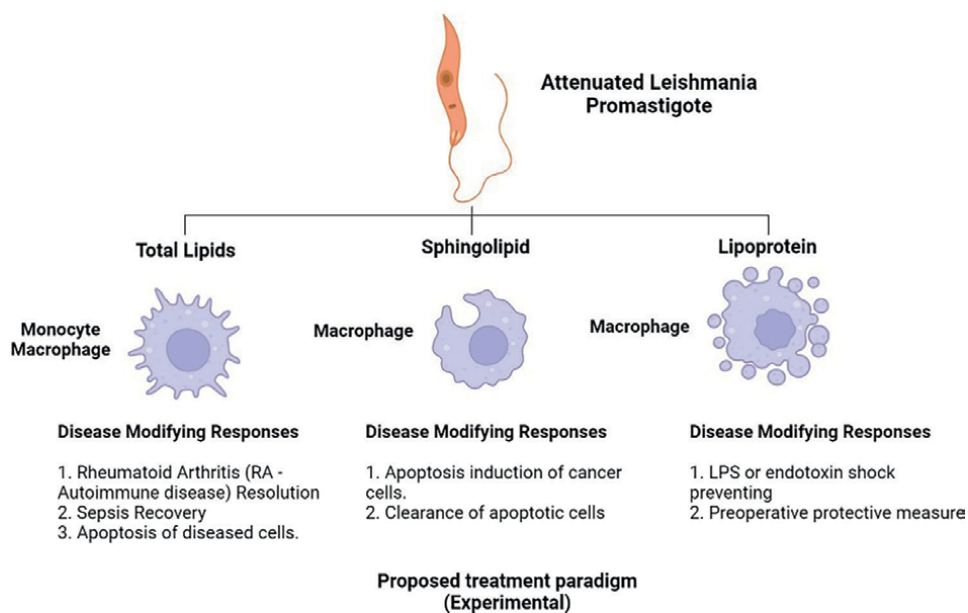 Attenuated Leishmania
Promastigote
Total Lipids
Sphingolipid
Lipoprotein
Monocyte
Macrophage
Macrophage
Macrophage
Disease Modifying Responses
1. Rheumatoid Arthritis (RA -
Autoimmune disease) Resolution
2. Sepsis Recovery
3. Apoptosis of diseased cells.
Disease Modifying Responses
1. Apoptosis induction of cancer
cells.
2. Clearance of apoptotic cells
Disease Modifying Responses
1. LPS or endotoxin shock
preventing
2. Preoperative protective measure
Proposed treatment paradigm
(Experimental)